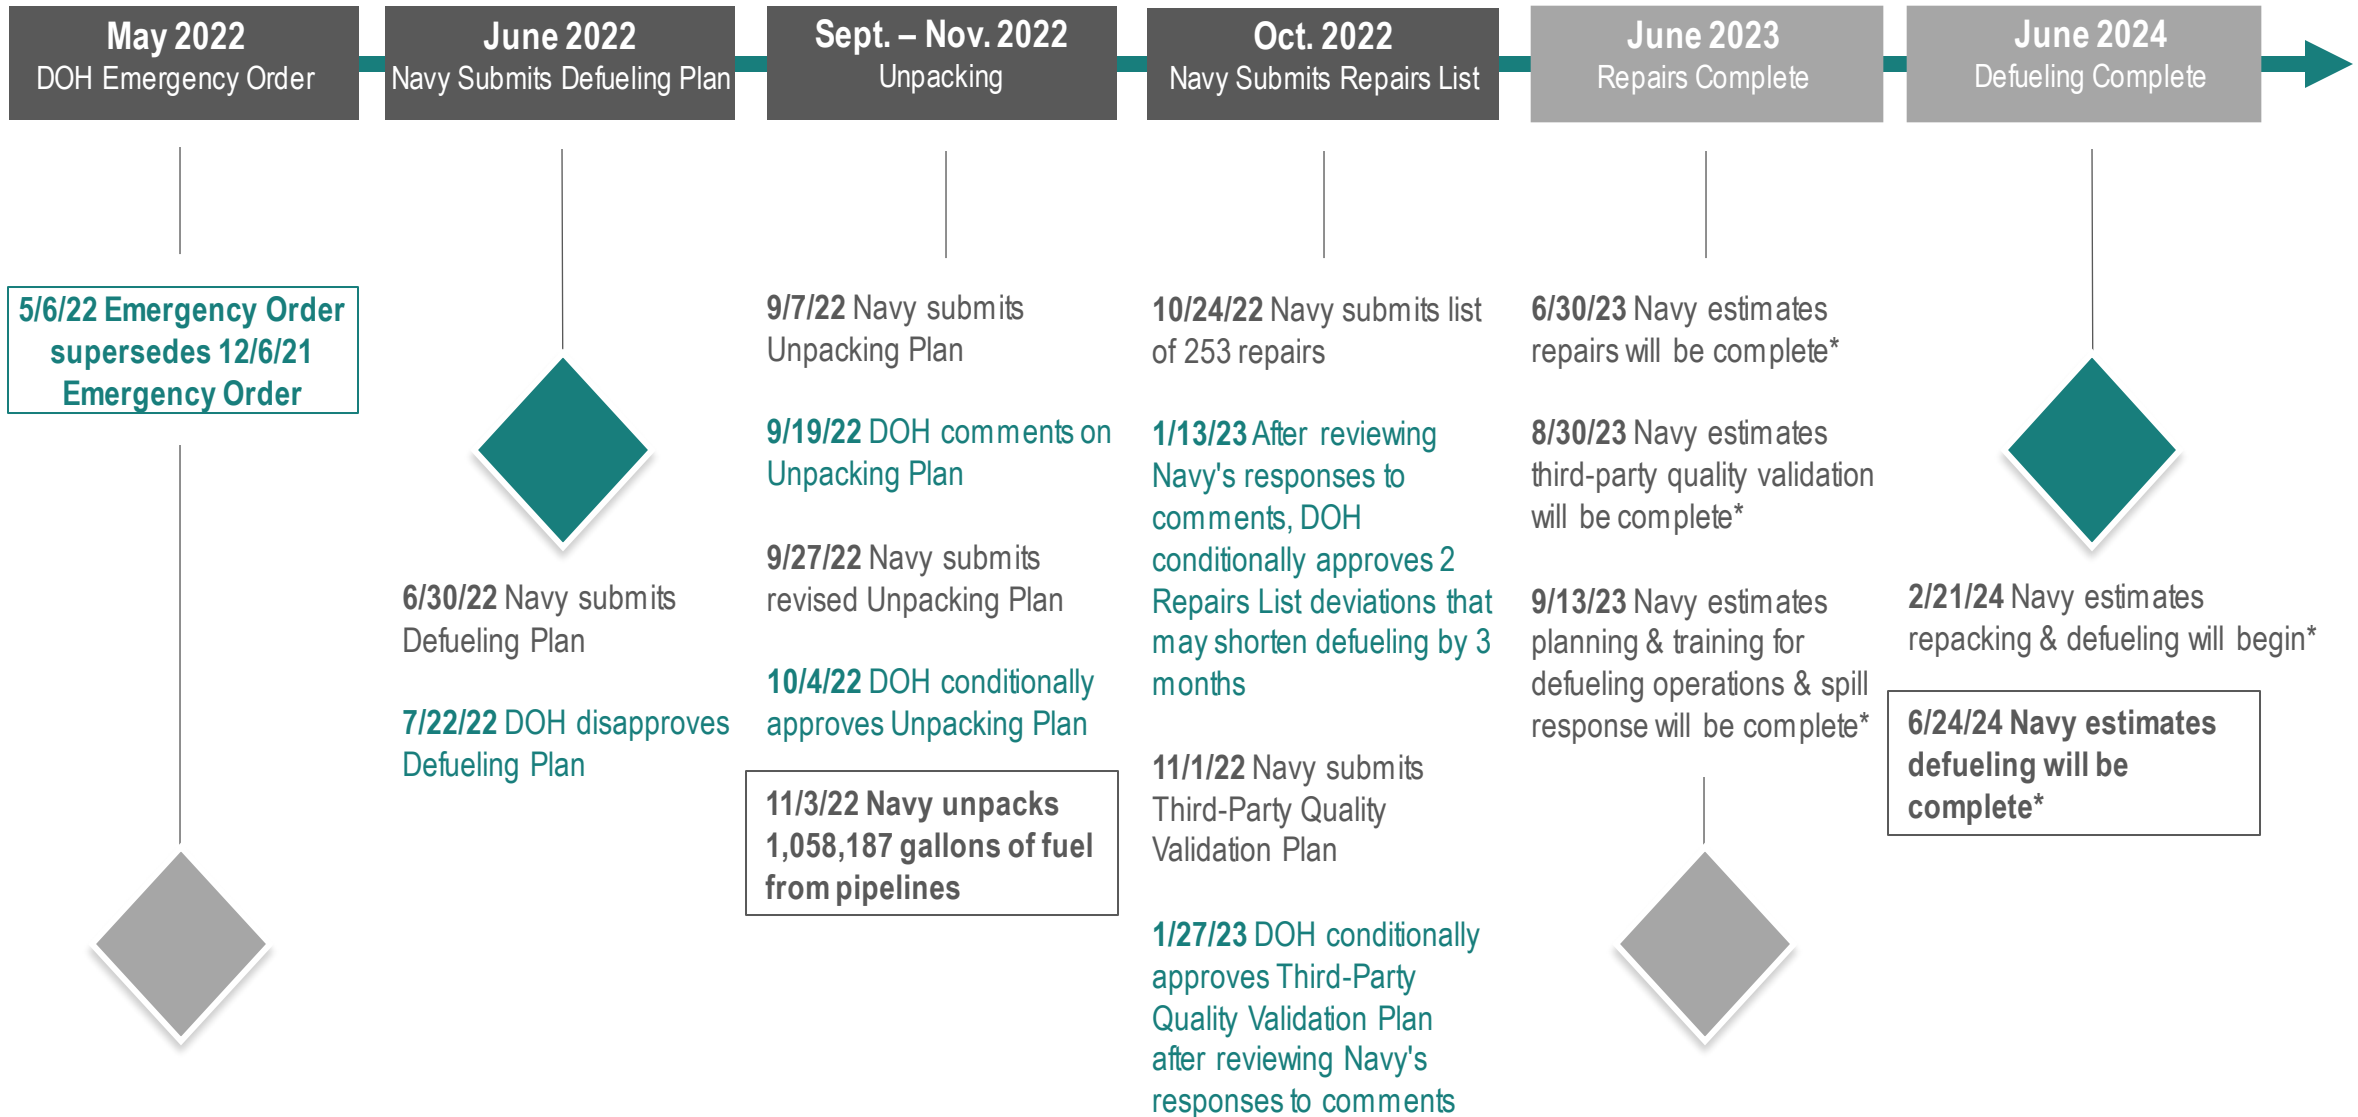 May 2022
DOH Emergency Order
June 2022
Navy Submits Defueling Plan
Sept. – Nov. 2022
Unpacking
Oct. 2022
Navy Submits Repairs List
June 2023
Repairs Complete
June 2024
Defueling Complete
5/6/22 Emergency Order
supersedes 12/6/21
Emergency Order
6/30/22 Navy submits
Defueling Plan
7/22/22 DOH disapproves
Defueling Plan
9/7/22 Navy submits
Unpacking Plan
9/19/22 DOH comments on
Unpacking Plan
9/27/22 Navy submits
revised Unpacking Plan
10/4/22 DOH conditionally
approves Unpacking Plan
11/3/22 Navy unpacks
1,058,187 gallons of fuel
from pipelines
10/24/22 Navy submits list
of 253 repairs
1/13/23 After reviewing
Navy's responses to
comments, DOH
conditionally approves 2
Repairs List deviations that
may shorten defueling by 3
months
11/1/22 Navy submits
Third-Party Quality
Validation Plan
1/27/23 DOH conditionally
approves Third-Party
Quality Validation Plan
after reviewing Navy's
responses to comments
6/30/23 Navy estimates
repairs will be complete*
8/30/23 Navy estimates
third-party quality validation
will be complete*
9/13/23 Navy estimates
planning & training for
defueling operations & spill
response will be complete*
2/21/24 Navy estimates
repacking & defueling will begin*
6/24/24 Navy estimates
defueling will be
complete*